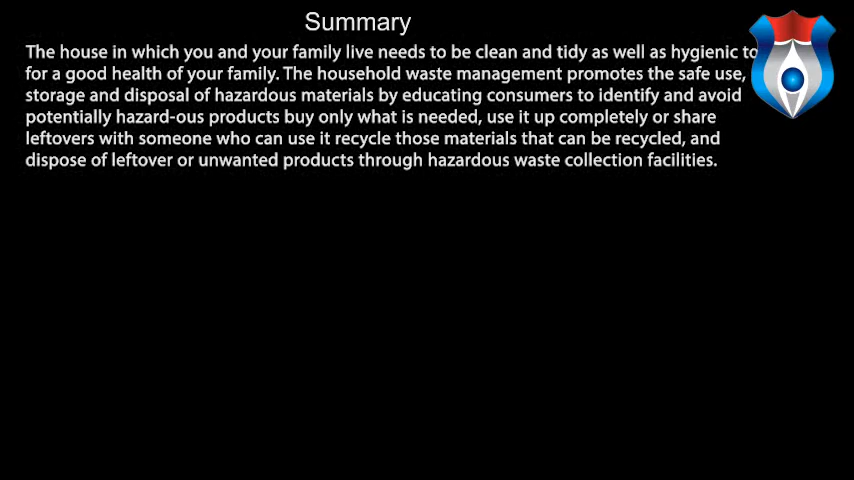 Summary
The house in which you and your family live needs to be clean and tidy as well as hygienic to
for a good health of your family. The household waste management promotes the safe use,
storage and disposal of hazardous materials by educating consumers to identify and avoid
potentially hazard-ous products buy only what is needed, use it up completely or share
leftovers with someone who can use it recycle those materials that can be recycled, and
dispose of leftover or unwanted products through hazardous waste collection facilities.